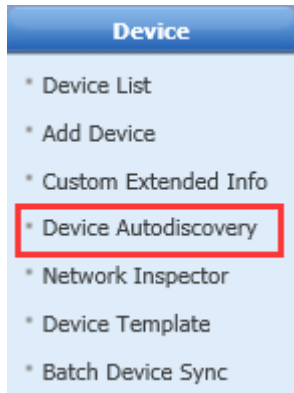 Device
Device List
Add Device
Custom Extended Info
Device Autodiscovery
Network Inspector
Device Template
Batch Device Sync